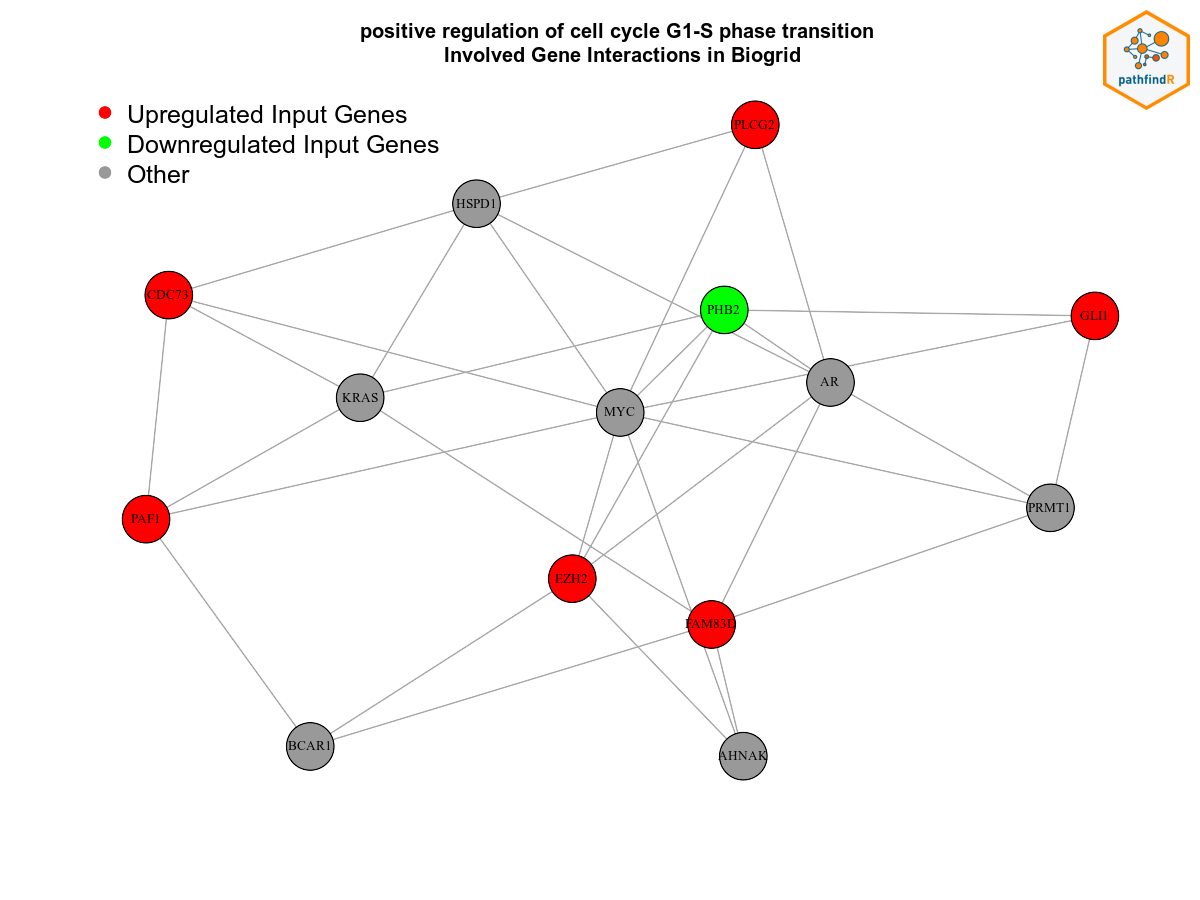 positive regulation of cell cycle G1-S phase transition
Involved Gene Interactions in Biogrid
pathfindR
Upregulated Input Genes
Downregulated Input Genes
Other
PLCG2
HSPD1
CDC73
PHB2
GLI1
KRAS
MYC
AR
PAF1
PRMT1
EZH2
FAM83D
BCAR1
AHNAK